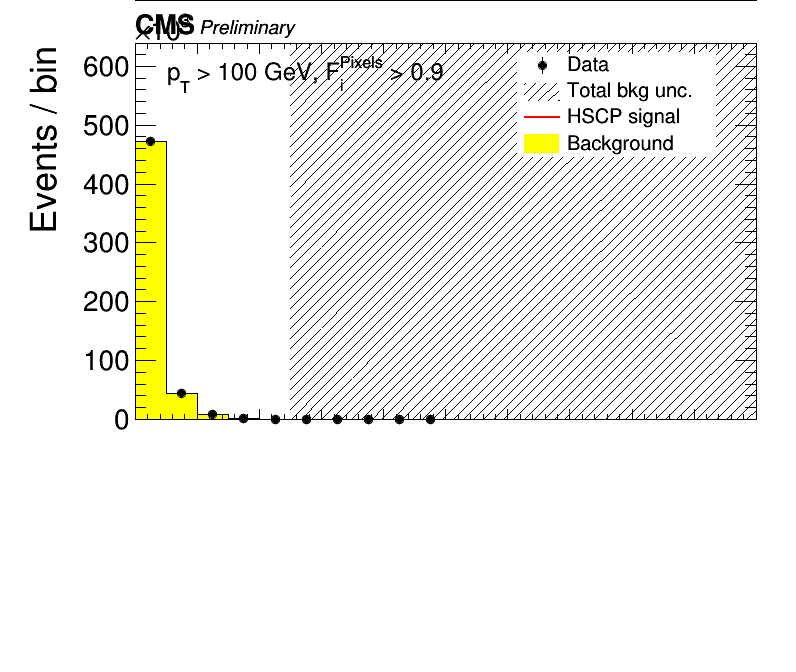 CMS Preliminary
600
500
400
300
200
100
0
Events / bin
p_T > 100 GeV, F_i^Pixels > 0.9
Data
Total bkg unc.
HSCP signal
Background